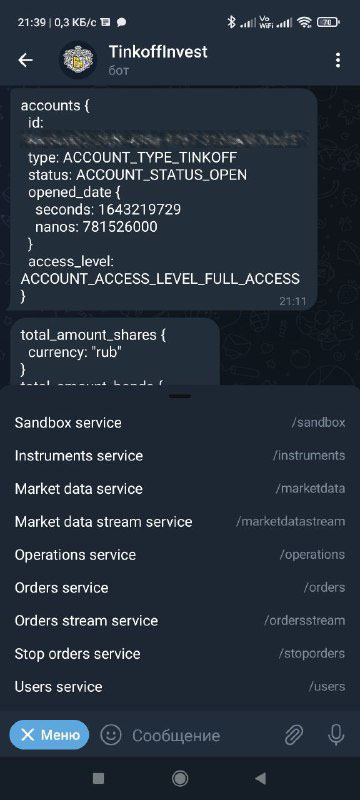 21:39 | 0,3 КБ/с
Vo
WiFi
70
TinkoffInvest
бот
accounts {
id:
type: ACCOUNT_TYPE_TINKOFF
status: ACCOUNT_STATUS_OPEN
opened_date {
seconds: 1643219729
nanos: 781526000
}
access_level:
ACCOUNT_ACCESS_LEVEL_FULL_ACCESS
}
21:11
total_amount_shares {
currency: "rub"
}
Sandbox service /sandbox
Instruments service /instruments
Market data service /marketdata
Market data stream service /marketdatastream
Operations service /operations
Orders service /orders
Orders stream service /ordersstream
Stop orders service /stoporders
Users service /users
Меню
Сообщение